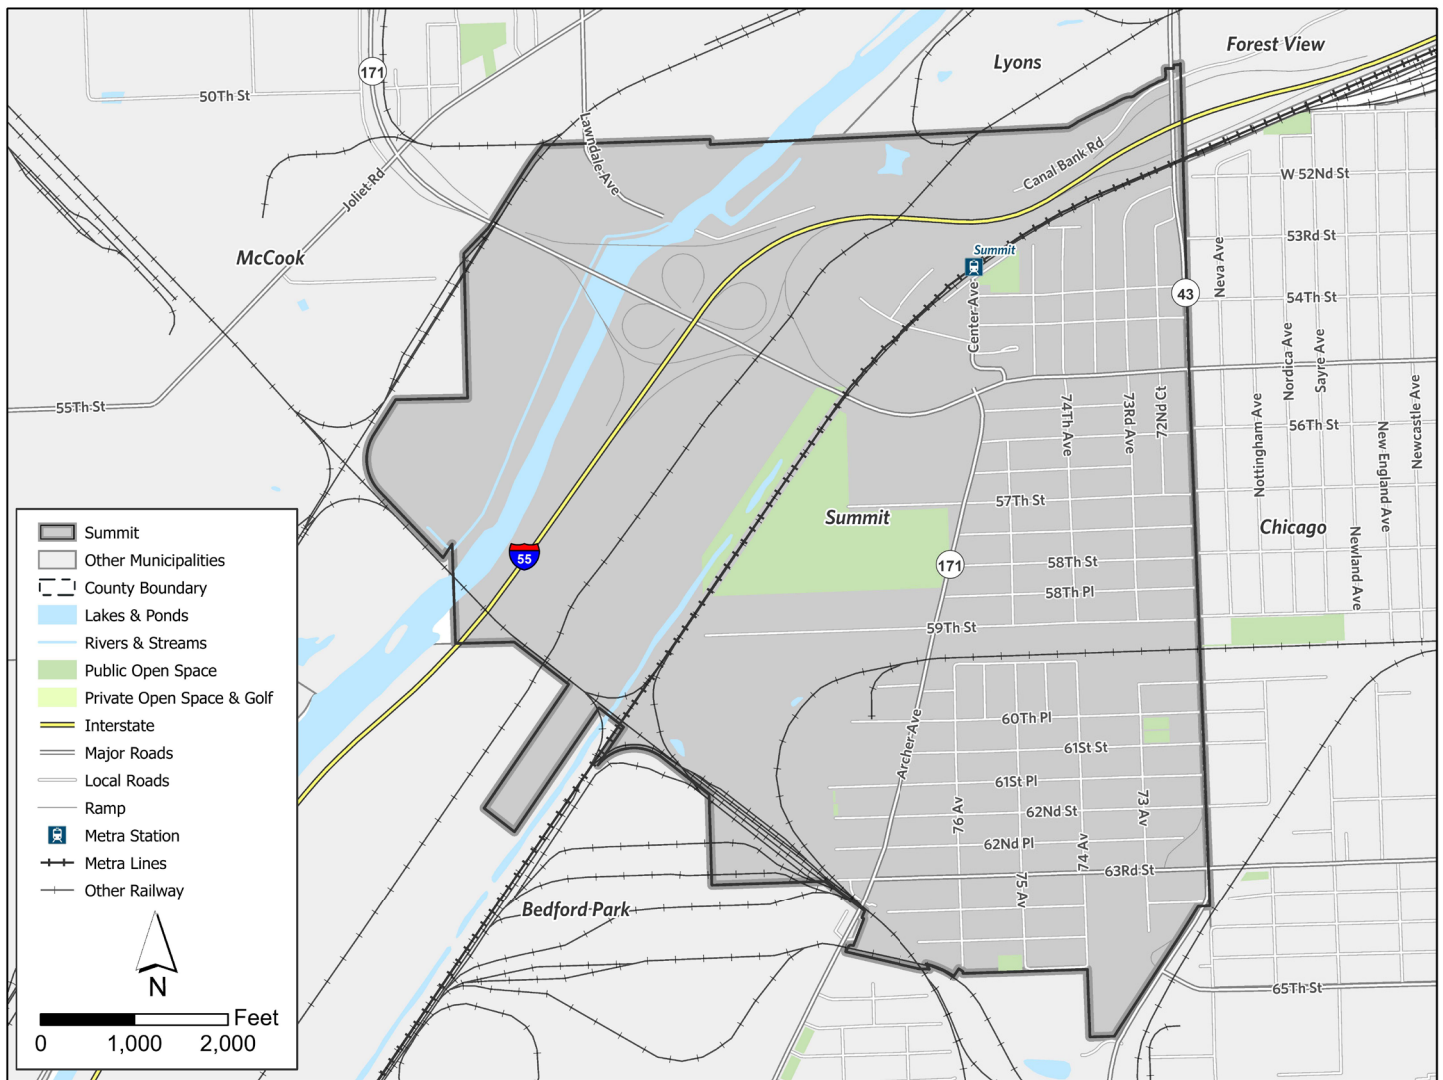 Forest View
Lyons
171
50Th St
Lawndale Ave
Canal Bank Rd
W 52Nd St
Joliet Rd
53Rd St
McCook
Summit
Neva Ave
43
54Th St
Center Ave
Nordica Ave
Sayre Ave
55Th St
74Th Ave
73Rd Ave
72Nd Ct
Nottingham Ave
56Th St
New England Ave
Newcastle Ave
57Th St
Summit
Chicago
Newland Ave
55
171
58Th St
58Th Pl
59Th St
60Th Pl
61St St
Archer Ave
61St Pl
76 Av
73 Av
62Nd St
62Nd Pl
74 Av
63Rd St
75 Av
Bedford Park
65Th St
Summit
Other Municipalities
County Boundary
Lakes & Ponds
Rivers & Streams
Public Open Space
Private Open Space & Golf
Interstate
Major Roads
Local Roads
Ramp
Metra Station
Metra Lines
Other Railway
N
Feet
0 1,000 2,000